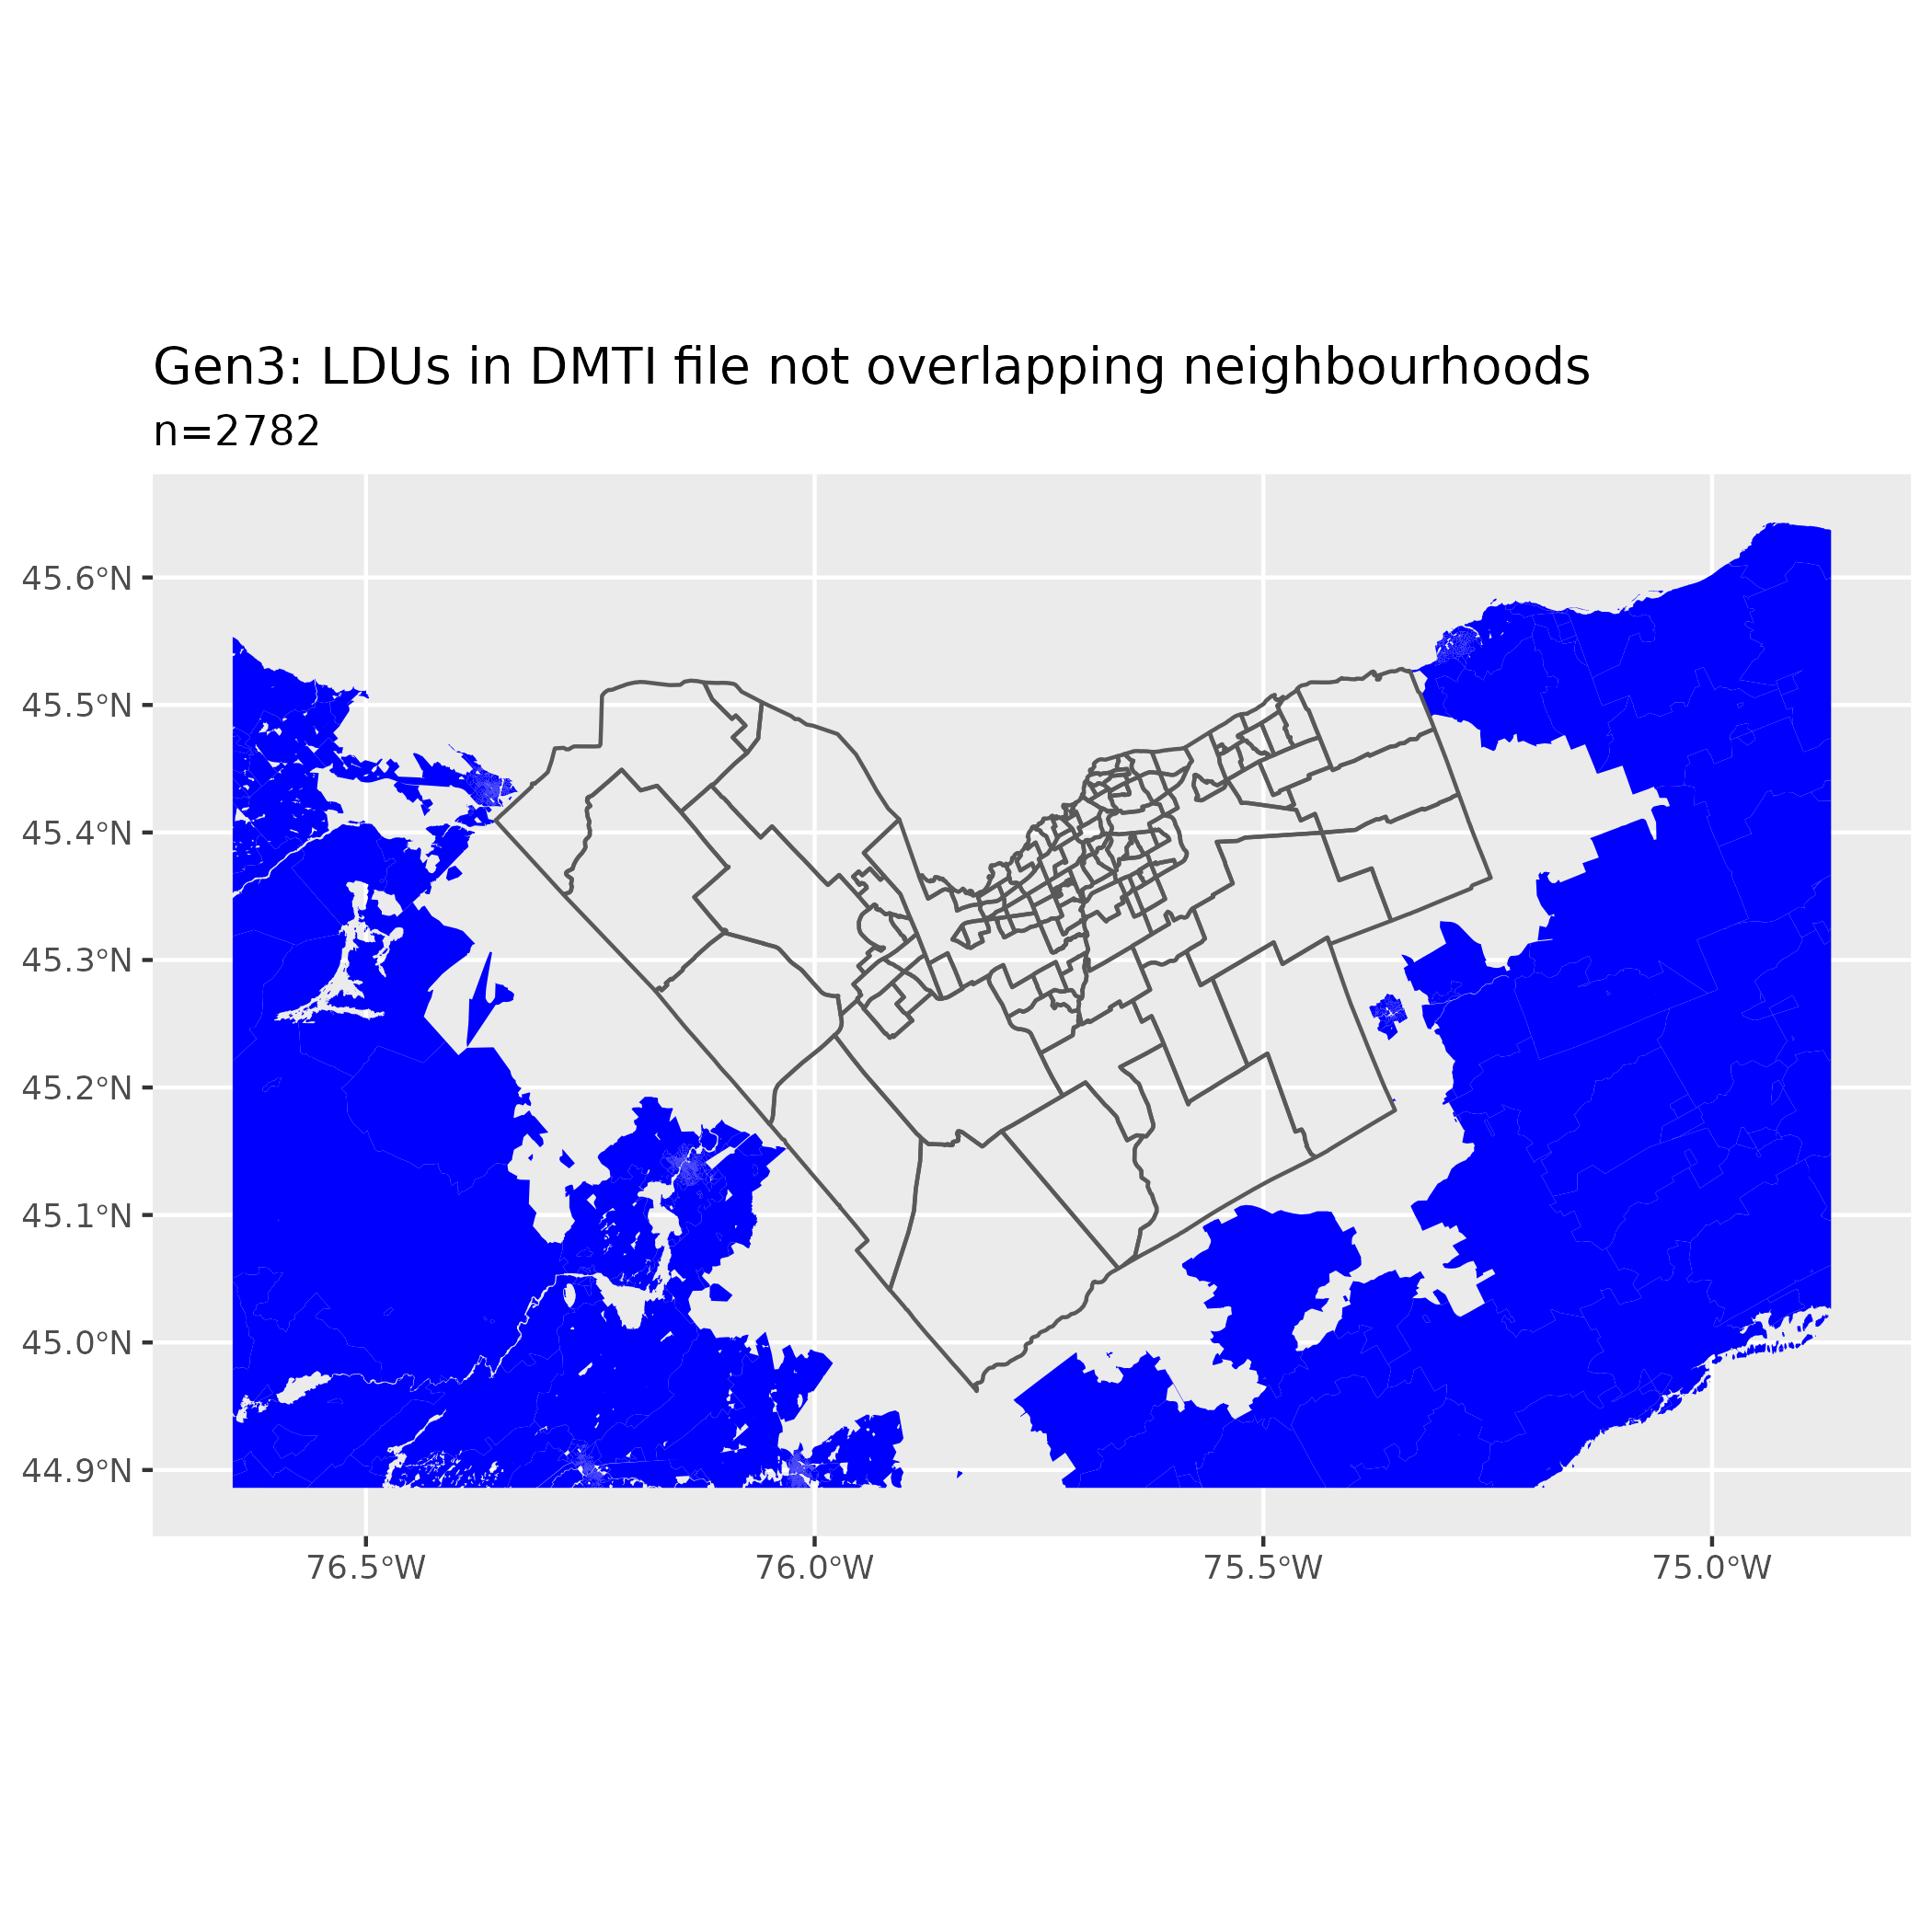 Gen3: LDUs in DMTI file not overlapping neighbourhoods
n=2782
45.6°N
45.5°N
45.4°N
45.3°N
45.2°N
45.1°N
45.0°N
44.9°N
76.5°W
76.0°W
75.5°W
75.0°W